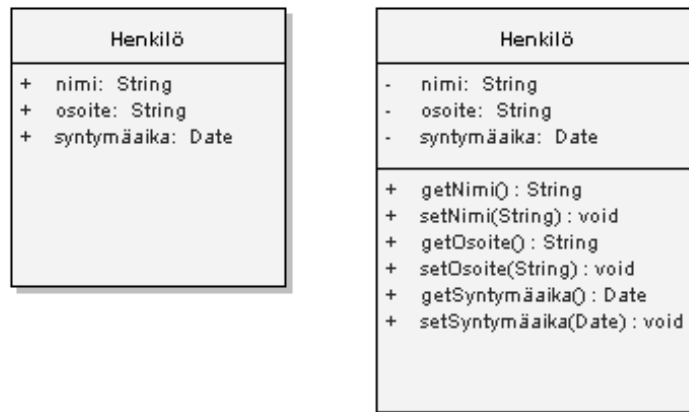 Henkilö
+ nimi: String
+ osoite: String
+ syntymäaika: Date
Henkilö
- nimi: String
- osoite: String
- syntymäaika: Date
+ getNimi() : String
+ setNimi(String) : void
+ getOsoite() : String
+ setOsoite(String) : void
+ getSyntymäaika() : Date
+ setSyntymäaika(Date) : void